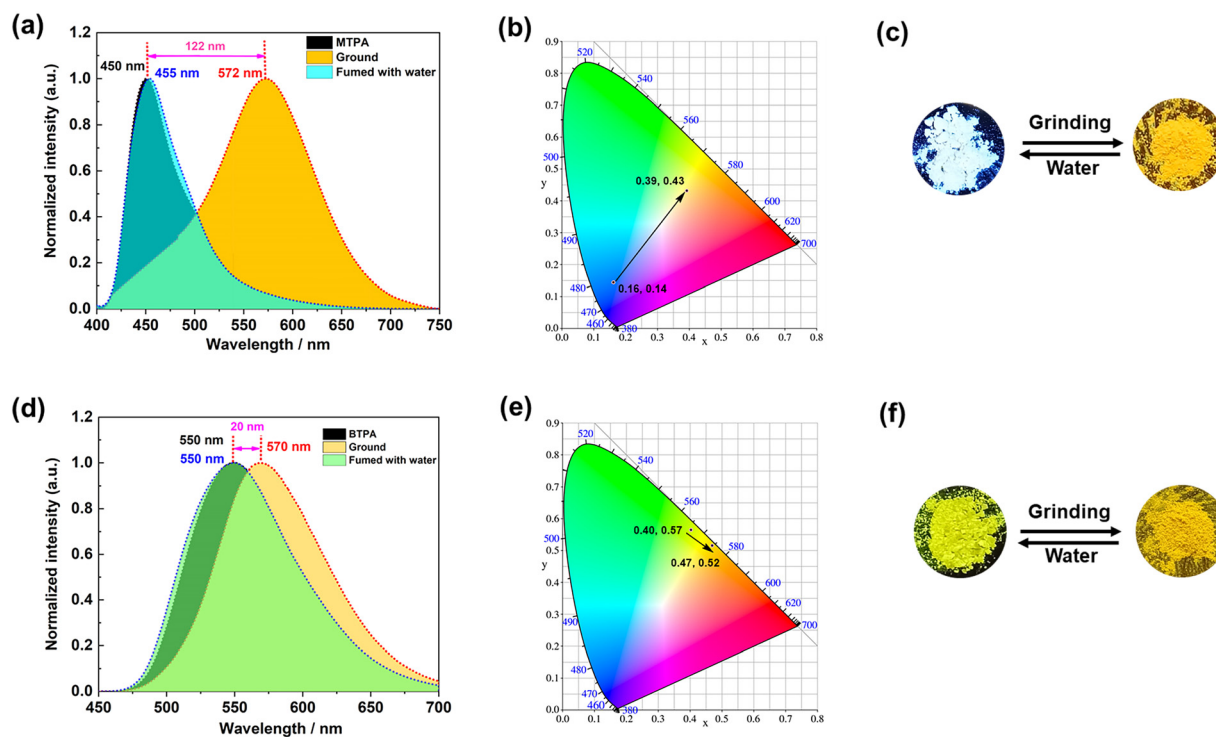 (a)
1.2
1.0
0.8
0.6
0.4
0.2
0.0
Normalized intensity (a.u.)
400 450 500 550 600 650 700 750
Wavelength / nm
122 nm
450 nm
455 nm
572 nm
MTPA
Ground
Fumed with water
(b)
0.9
0.8
0.7
0.6
0.5
y
0.4
0.3
0.2
0.1
0.0
0.0 0.1 0.2 0.3 0.4 0.5 0.6 0.7 0.8
x
520
540
560
580
600
620
700
500
490
480
470
460
380
0.39, 0.43
0.16, 0.14
(c)
Grinding
Water
(d)
1.2
1.0
0.8
0.6
0.4
0.2
0.0
Normalized intensity (a.u.)
450 500 550 600 650 700
Wavelength / nm
20 nm
550 nm
550 nm
570 nm
BTPA
Ground
Fumed with water
(e)
0.9
0.8
0.7
0.6
0.5
y
0.4
0.3
0.2
0.1
0.0
0.0 0.1 0.2 0.3 0.4 0.5 0.6 0.7 0.8
x
520
540
560
580
600
620
700
500
490
480
470
460
380
0.40, 0.57
0.47, 0.52
(f)
Grinding
Water